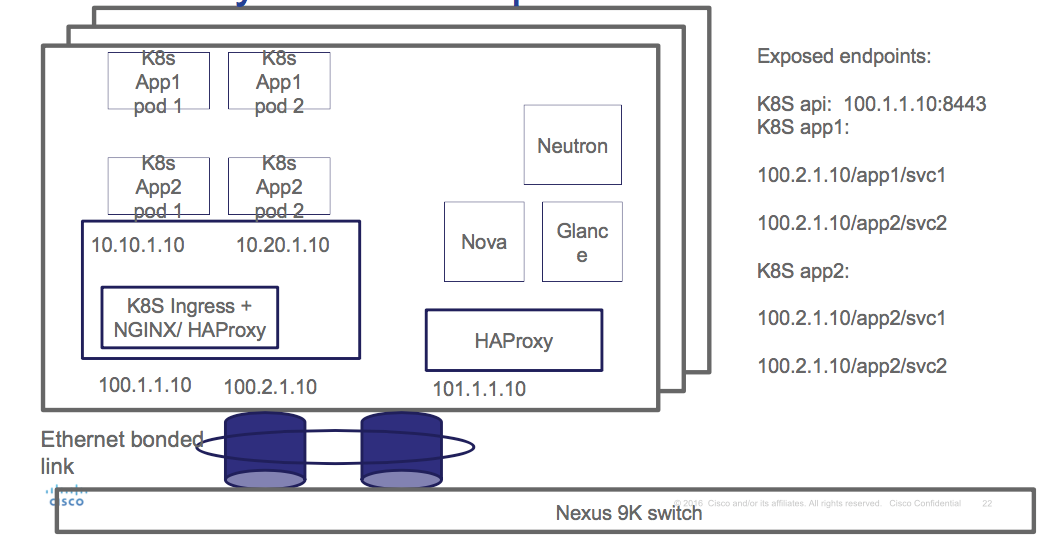 K8s
App1
pod 1
K8s
App1
pod 2
K8s
App2
pod 1
K8s
App2
pod 2
10.10.1.10
10.20.1.10
K8S Ingress +
NGINX/ HAProxy
100.1.1.10
100.2.1.10
Neutron
Nova
Glanc
e
HAProxy
101.1.1.10
Exposed endpoints:
K8S api:  100.1.1.10:8443
K8S app1:
100.2.1.10/app1/svc1
100.2.1.10/app2/svc2
K8S app2:
100.2.1.10/app2/svc1
100.2.1.10/app2/svc2
Ethernet bonded
link
cisco
© 2016 Cisco and/or its affiliates. All rights reserved. Cisco Confidential
22
Nexus 9K switch